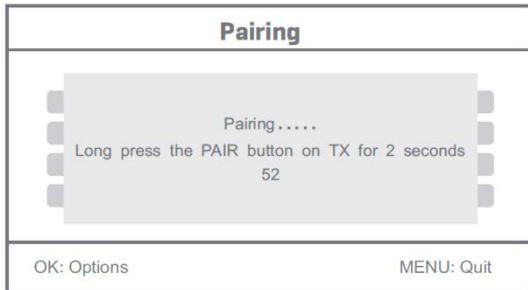 Pairing
Pairing.....
Long press the PAIR button on TX for 2 seconds
52
OK: Options
MENU: Quit